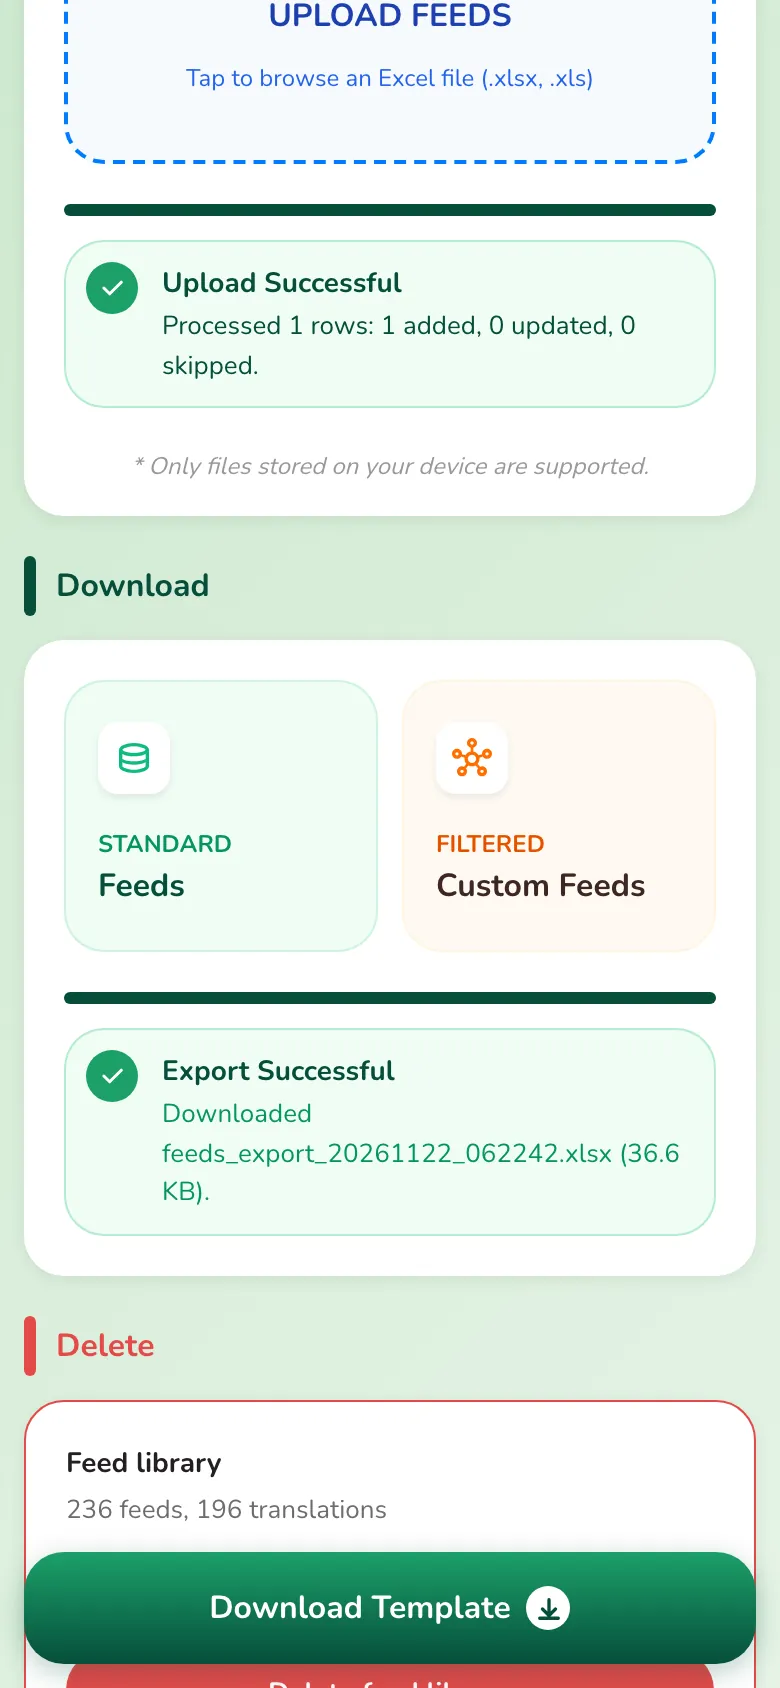 UPLOAD FEEDS
Tap to browse an Excel file (.xlsx, .xls)
Upload Successful
Processed 1 rows: 1 added, 0 updated, 0
skipped.
* Only files stored on your device are supported.
Download
STANDARD
Feeds
FILTERED
Custom Feeds
Export Successful
Downloaded
feeds_export_20261122_062242.xlsx (36.6
KB).
Delete
Feed library
236 feeds, 196 translations
Download Template